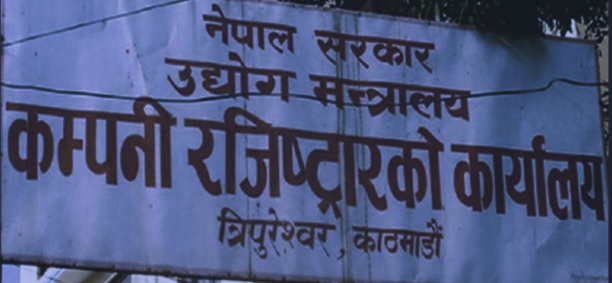 नेपाल सरकार
उद्योग मन्त्रालय
कम्पनी रजिष्ट्रारको कार्यालय
त्रिपुरेश्वर, काठमाडौं